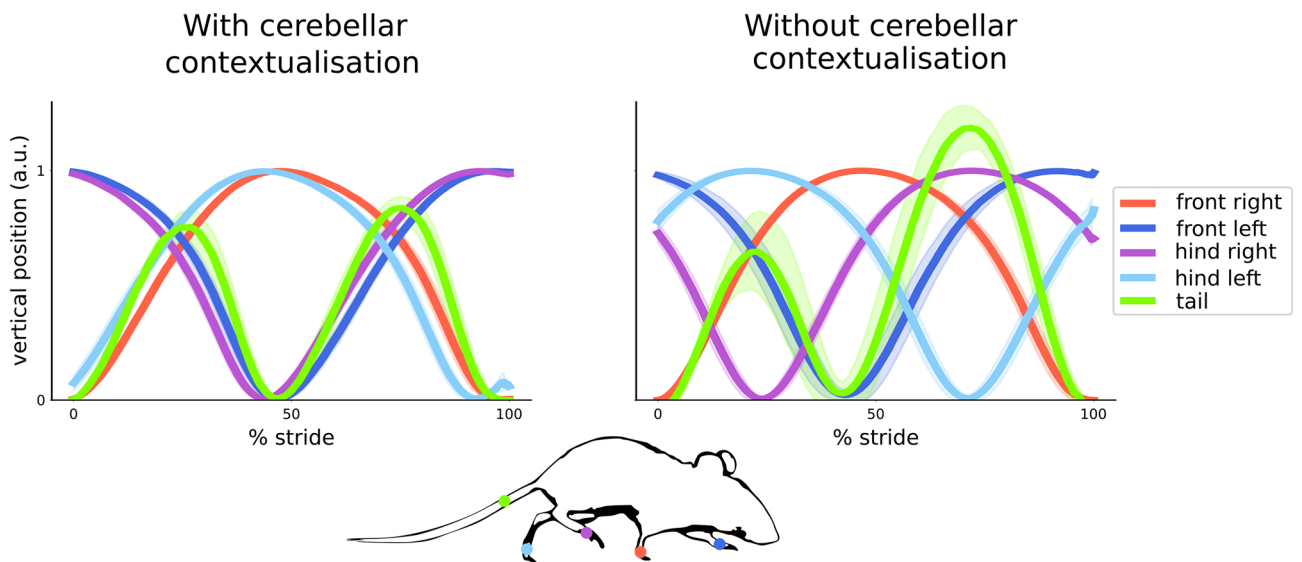 With cerebellar
contextualisation
Without cerebellar
contextualisation
vertical position (a.u.)
1
0
0
50
100
% stride
0
50
100
% stride
front right
front left
hind right
hind left
tail